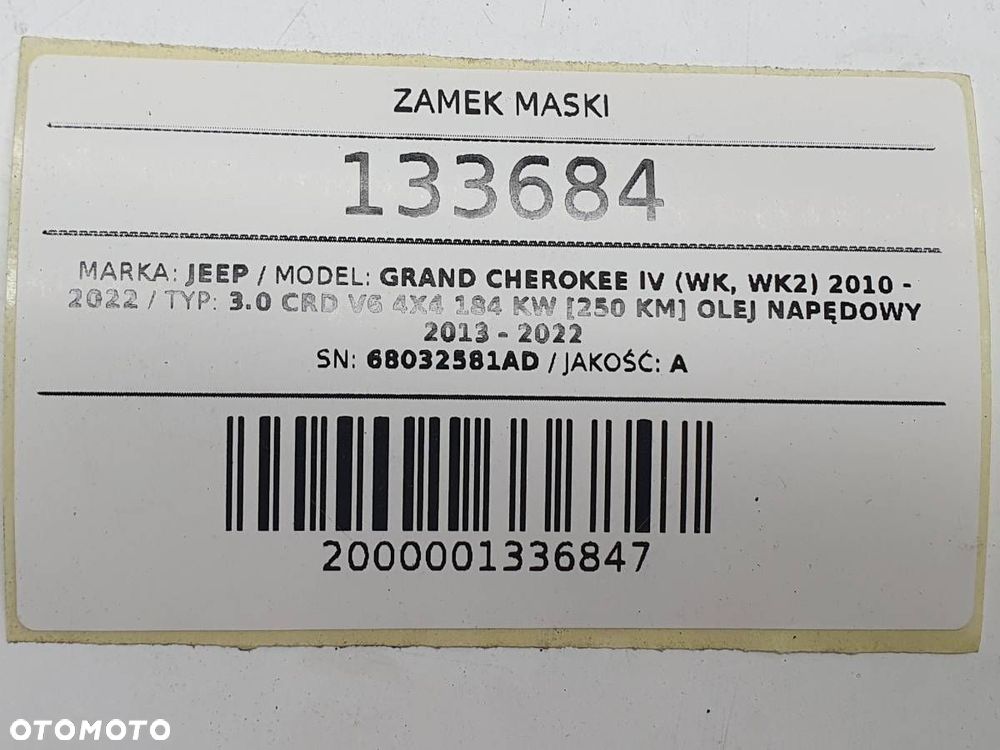 ZAMEK MASKI
133684
MARKA: JEEP / MODEL: GRAND CHEROKEE IV (WK, WK2) 2010 -
2022 / TYP: 3.0 CRD V6 4X4 184 KW [250 KM] OLEJ NAPĘDOWY
2013 - 2022
SN: 68032581AD / JAKOŚĆ: A
2000001336847
OTOMOTO